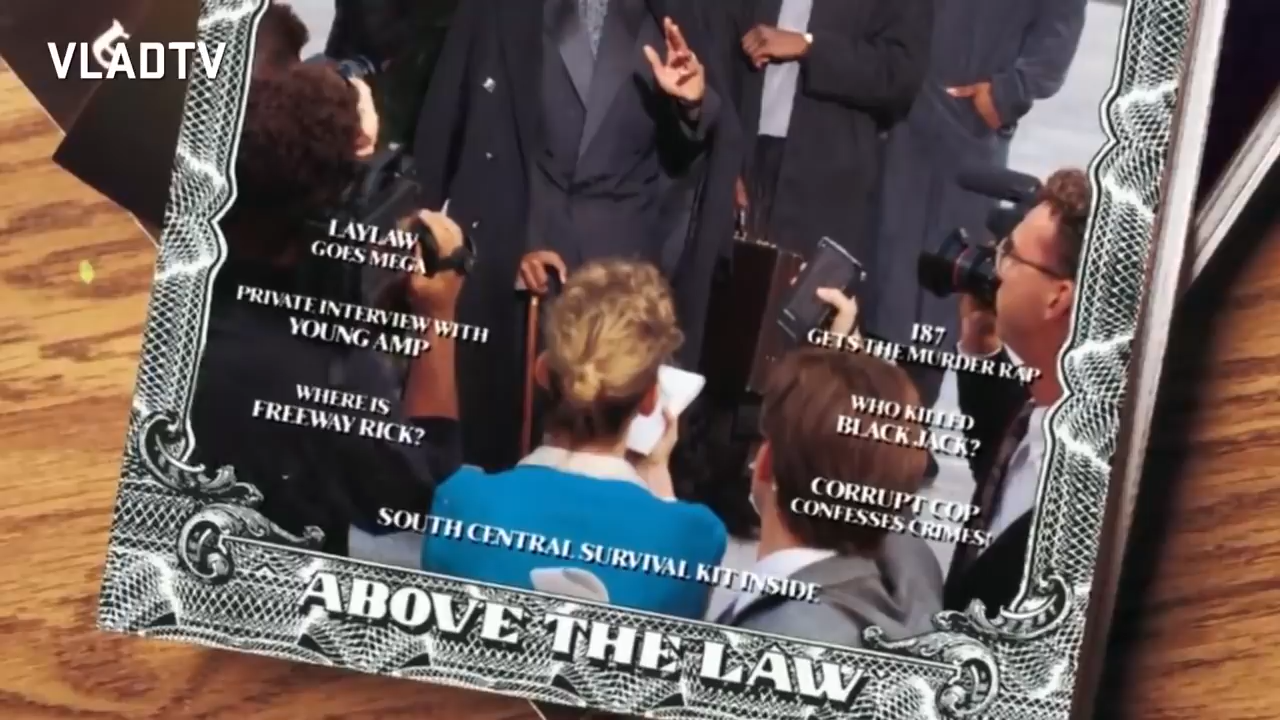 VLADTV
LAYLAW
GOES MEGA
PRIVATE INTERVIEW WITH
YOUNG AMP
WHERE IS
FREEWAY RICK?
187
GETS THE MURDER RAP
WHO KILLED
BLACK JACK?
CORRUPT COP
CONFESSES CRIMES!
SOUTH CENTRAL SURVIVAL KIT INSIDE
ABOVE THE LAW